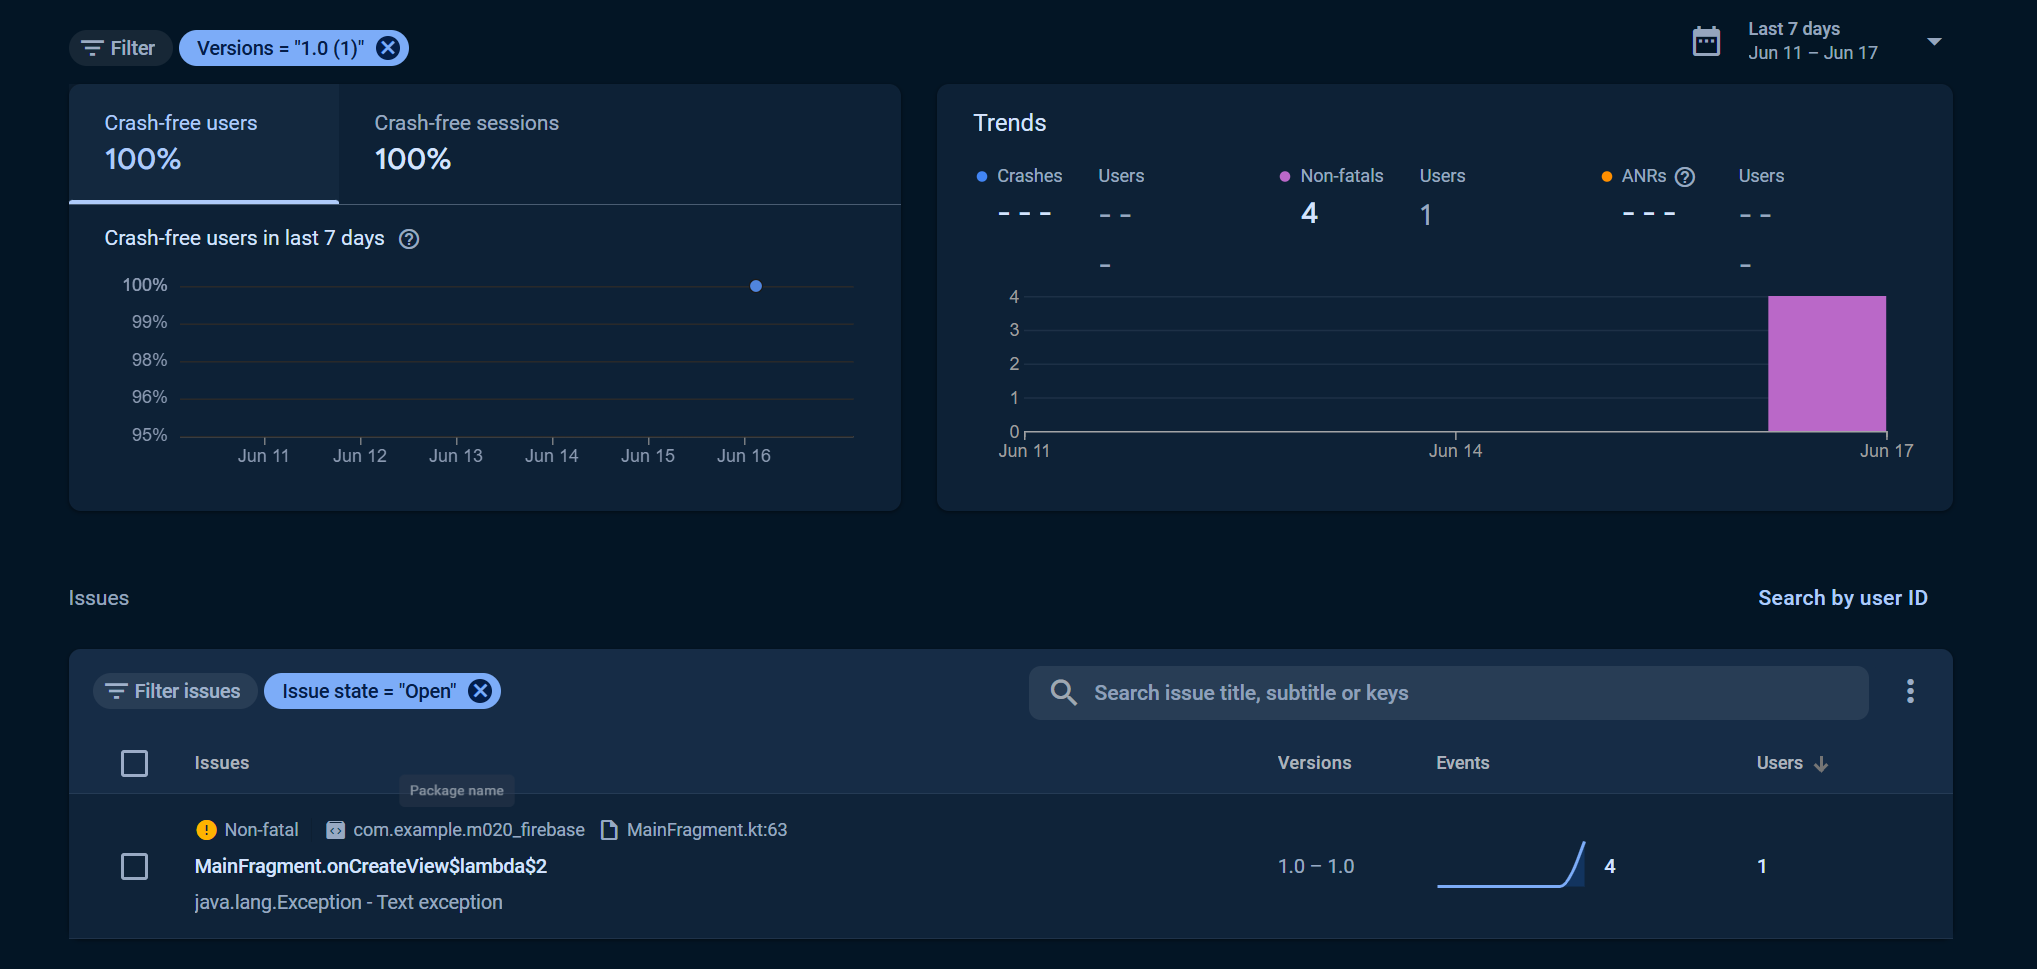 Filter
Versions = "1.0 (1)"
Last 7 days
Jun 11 – Jun 17
Crash-free users
100%
Crash-free sessions
100%
Crash-free users in last 7 days
100%
99%
98%
96%
95%
Jun 11 Jun 12 Jun 13 Jun 14 Jun 15 Jun 16
Trends
Crashes Users Non-fatals Users ANRs Users
- - - - - 4 1 - - - - -
- -
4
3
2
1
0
Jun 11 Jun 14 Jun 17
Issues
Search by user ID
Filter issues
Issue state = "Open"
Search issue title, subtitle or keys
Issues Versions Events Users
Package name
Non-fatal com.example.m020_firebase MainFragment.kt:63
MainFragment.onCreateView$lambda$2 1.0 – 1.0 4 1
java.lang.Exception - Text exception